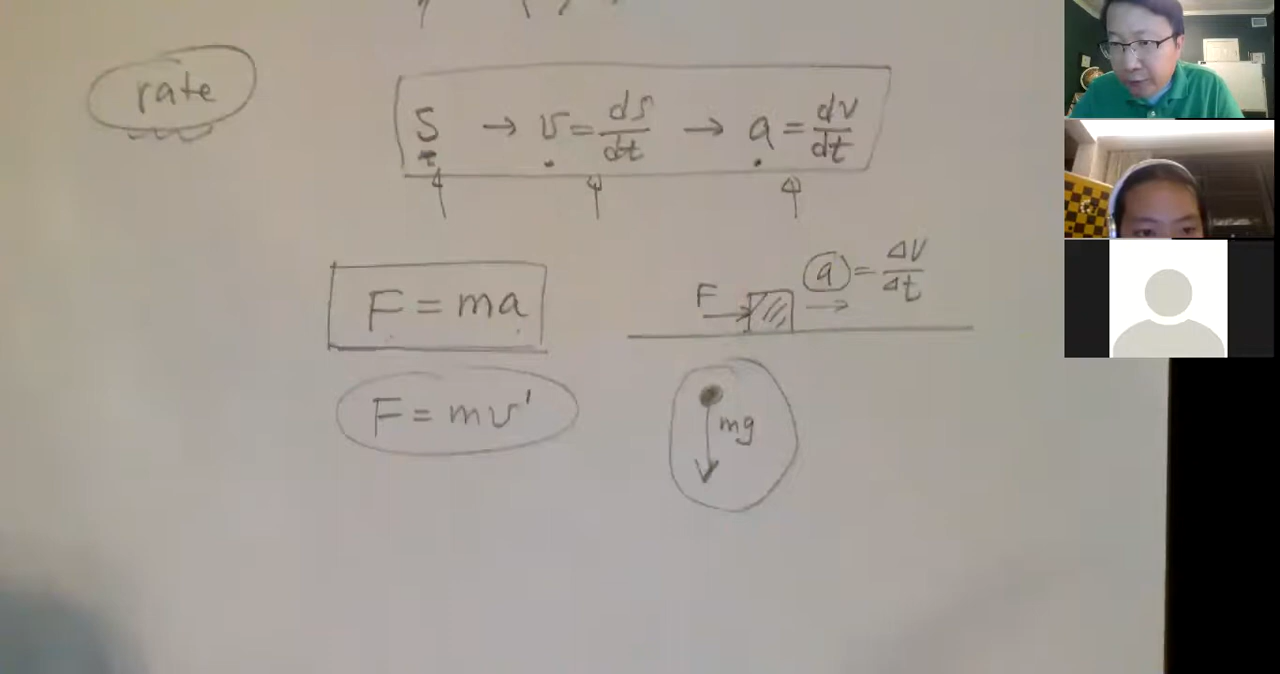 rate
S → v = ds/dt → a = dv/dt
F = ma
F
a = Δv/Δt
F = mv'
mg